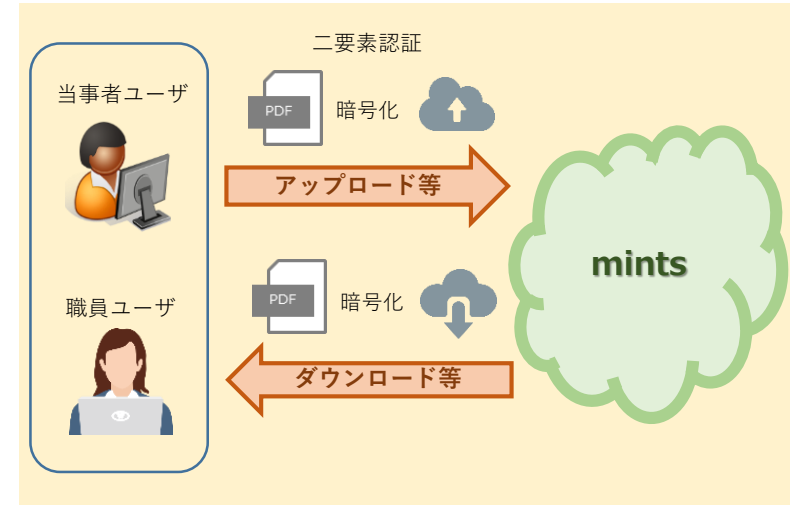 二要素認証
当事者ユーザ
PDF
暗号化
アップロード等
mints
職員ユーザ
PDF
暗号化
ダウンロード等